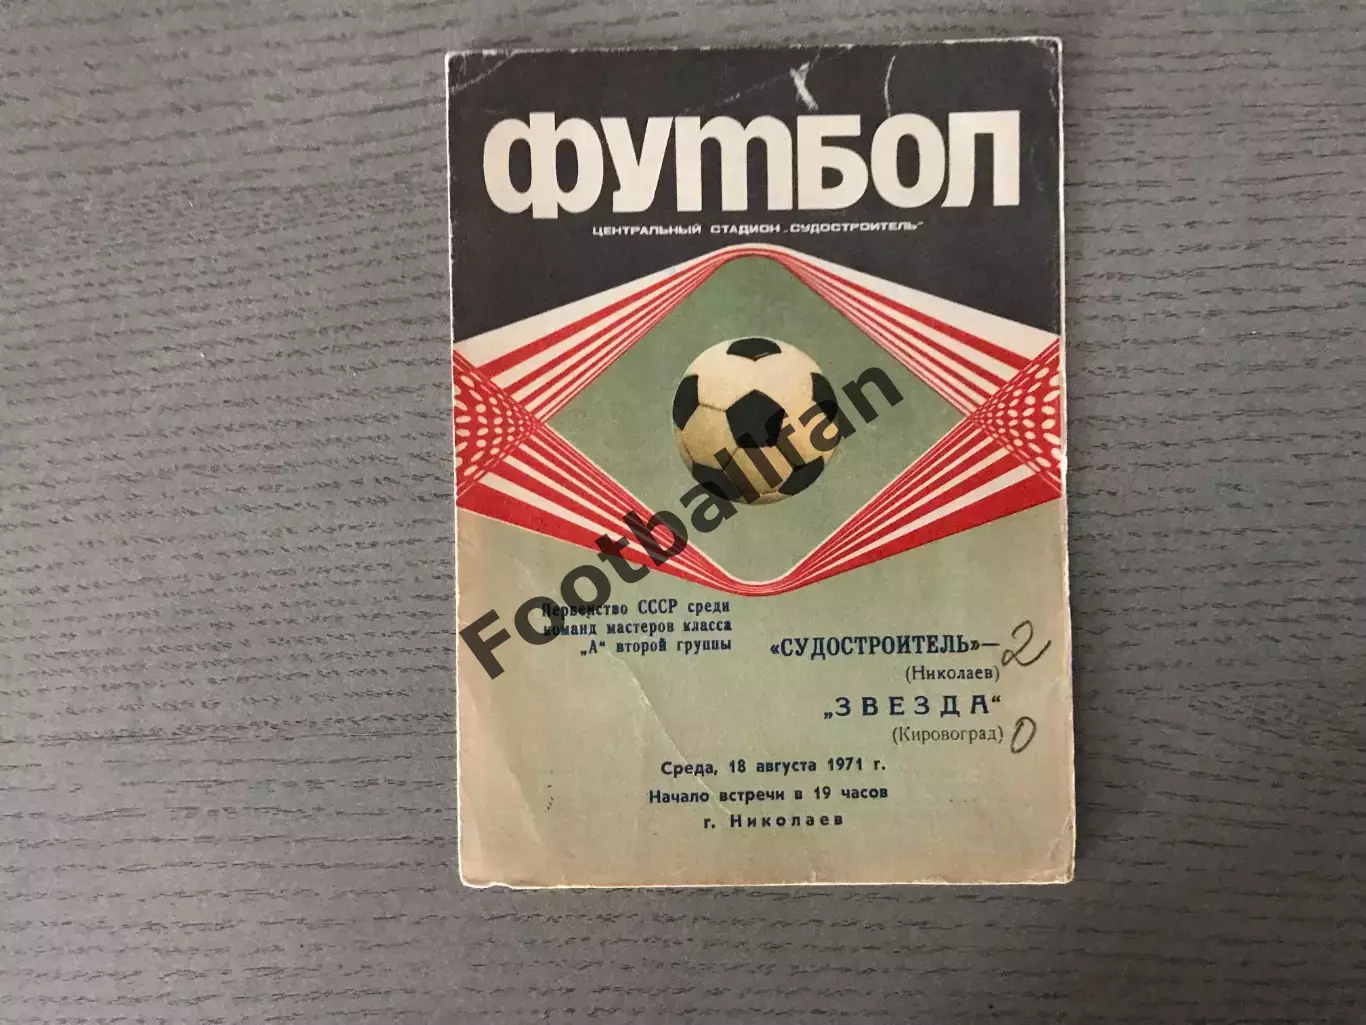 ФУТБОЛ
ЦЕНТРАЛЬНЫЙ СТАДИОН „СУДОСТРОИТЕЛЬ“
Footballfan
Первенство СССР среди
команд мастеров класса
„А“ второй группы
«СУДОСТРОИТЕЛЬ»— 2
(Николаев)
„ЗВЕЗДА“
(Кировоград) 0
Среда, 18 августа 1971 г.
Начало встречи в 19 часов
г. Николаев